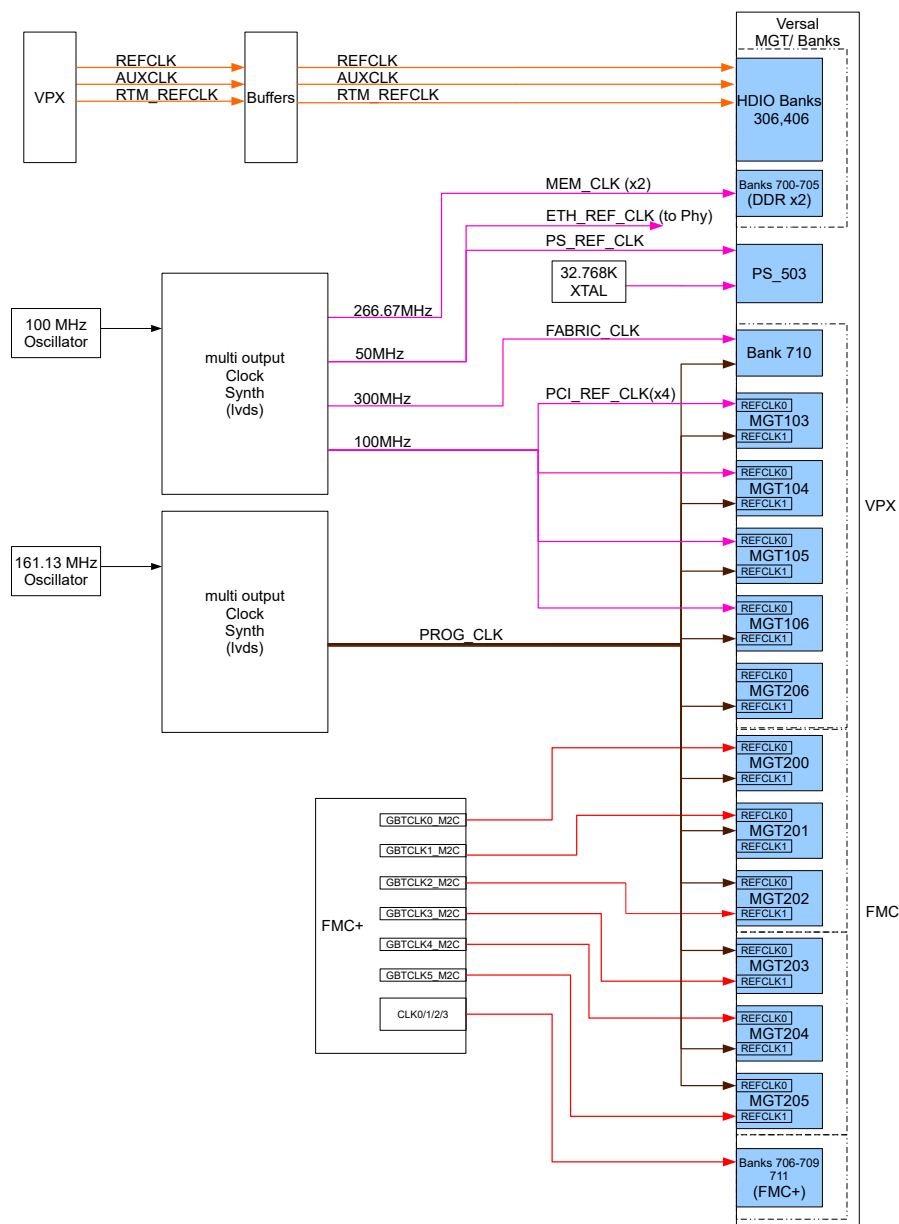 Versal
MGT/ Banks
VPX
REFCLK
AUXCLK
RTM_REFCLK
Buffers
REFCLK
AUXCLK
RTM_REFCLK
HDIO Banks
306,406
MEM_CLK (x2)
Banks 700-705
(DDR x2)
ETH_REF_CLK (to Phy)
PS_REF_CLK
32.768K
XTAL
PS_503
100 MHz
Oscillator
multi output
Clock
Synth
(lvds)
266.67MHz
50MHz
300MHz
100MHz
FABRIC_CLK
Bank 710
PCI_REF_CLK(x4)
REFCLK0
MGT103
REFCLK1
REFCLK0
MGT104
REFCLK1
VPX
REFCLK0
MGT105
REFCLK1
REFCLK0
MGT106
REFCLK1
REFCLK0
MGT206
REFCLK1
161.13 MHz
Oscillator
multi output
Clock
Synth
(lvds)
PROG_CLK
REFCLK0
MGT200
REFCLK1
REFCLK0
MGT201
REFCLK1
REFCLK0
MGT202
REFCLK1
FMC
REFCLK0
MGT203
REFCLK1
REFCLK0
MGT204
REFCLK1
REFCLK0
MGT205
REFCLK1
FMC+
GBTCLK0_M2C
GBTCLK1_M2C
GBTCLK2_M2C
GBTCLK3_M2C
GBTCLK4_M2C
GBTCLK5_M2C
CLK0/1/2/3
Banks 706-709
711
(FMC+)